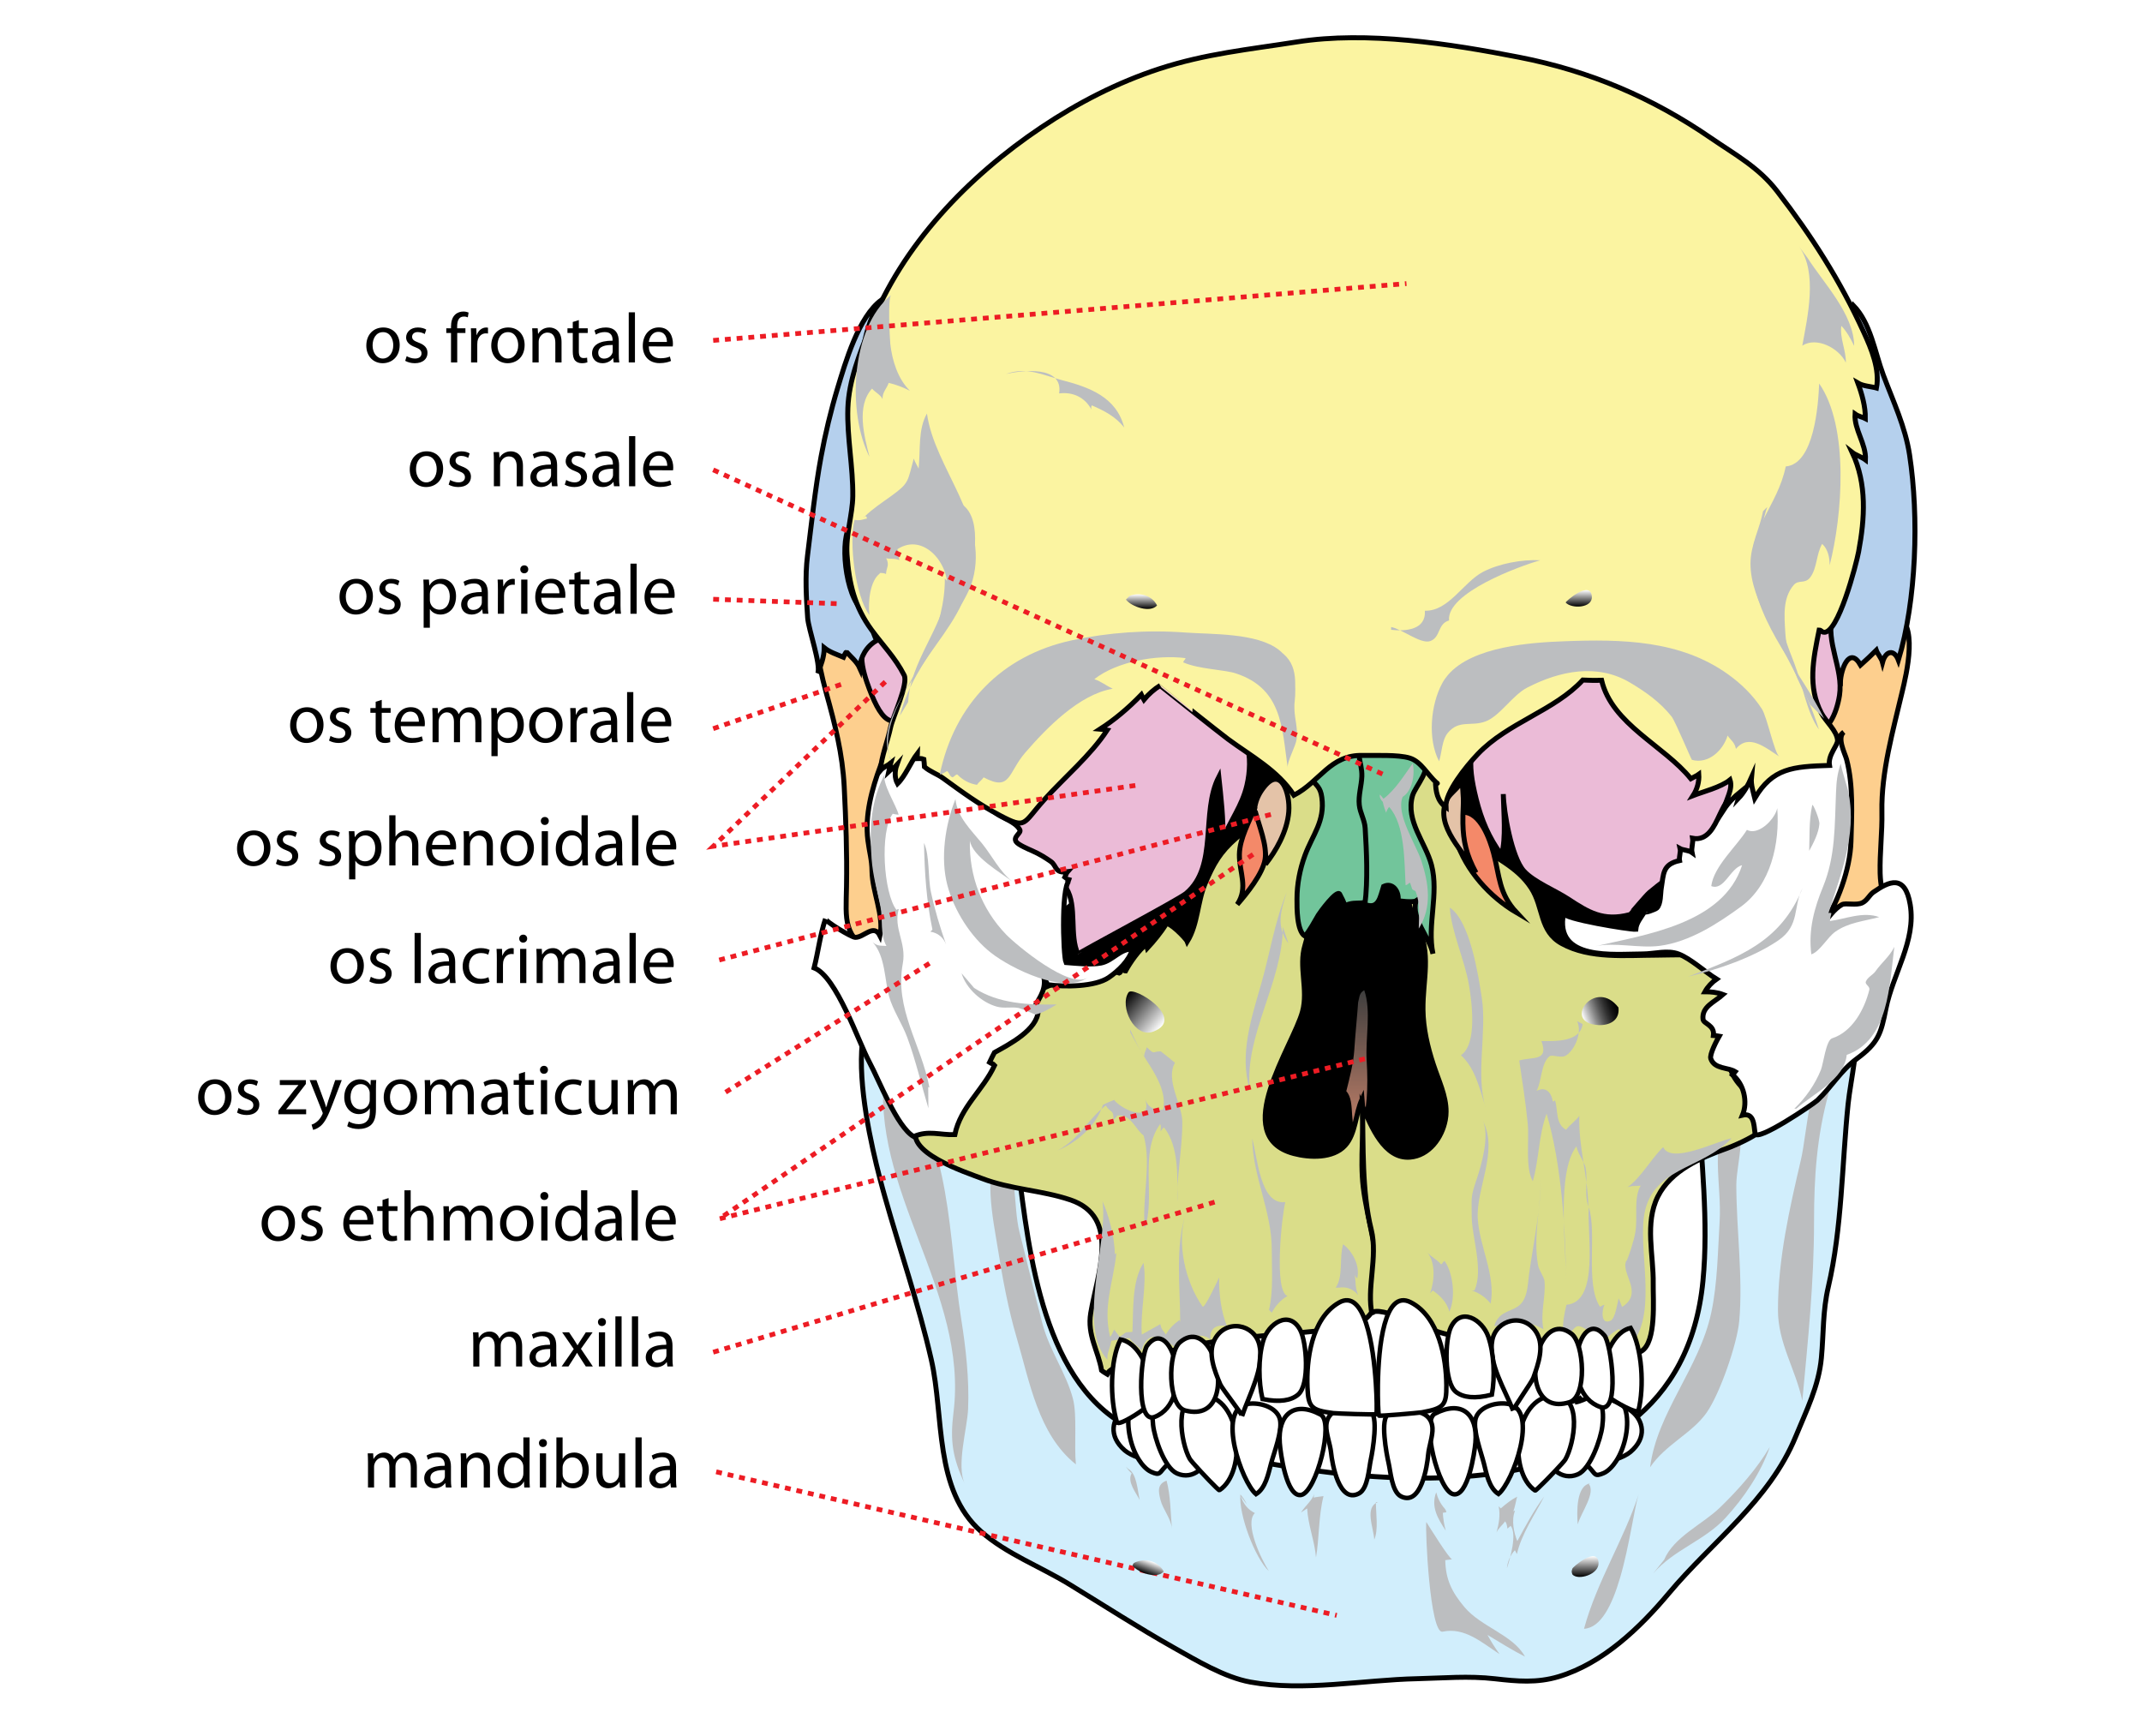 os frontale
os nasale
os parietale
os temporale
os sphenoidale
os lacrimale
os zygomaticum
os ethmoidale
maxilla
mandibula